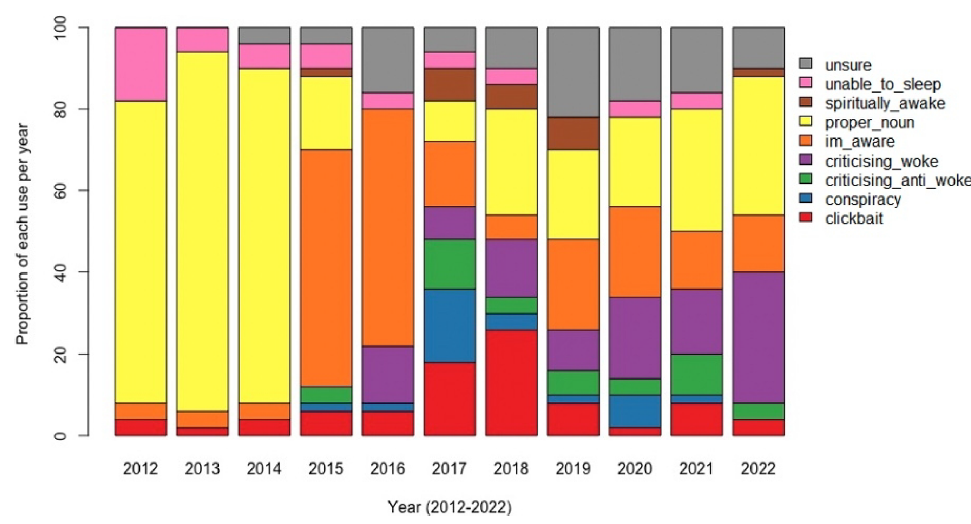 Proportion of each use per year
100
80
60
40
20
0
unsure
unable_to_sleep
spiritually_awake
proper_noun
im_aware
criticising_woke
criticising_anti_woke
conspiracy
clickbait
2012 2013 2014 2015 2016 2017 2018 2019 2020 2021 2022
Year (2012-2022)